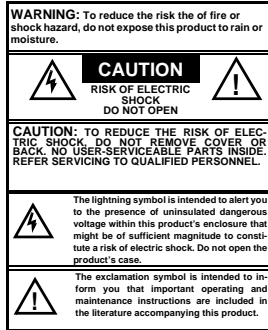 WARNING: To reduce the risk the of fire or
shock hazard, do not expose this product to rain or
moisture.
CAUTION
RISK OF ELECTRIC
SHOCK
DO NOT OPEN
CAUTION: TO REDUCE THE RISK OF ELEC-
TRIC SHOCK, DO NOT REMOVE COVER OR
BACK. NO USER-SERVICEABLE PARTS INSIDE.
REFER SERVICING TO QUALIFIED PERSONNEL.
The lightning symbol is intended to alert you
to the presence of uninsulated dangerous
voltage within this product's enclosure that
might be of sufficient magnitude to consti-
tute a risk of electric shock. Do not open the
product's case.
The exclamation symbol is intended to in-
form you that important operating and
maintenance instructions are included in
the literature accompanying this product.